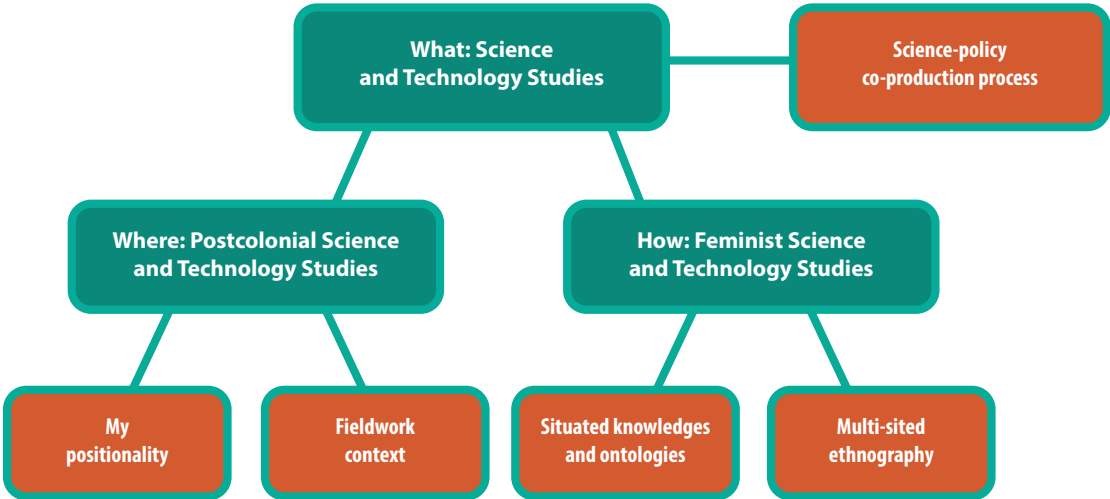 What: Science
and Technology Studies
Science-policy
co-production process
Where: Postcolonial Science
and Technology Studies
How: Feminist Science
and Technology Studies
My
positionality
Fieldwork
context
Situated knowledges
and ontologies
Multi-sited
ethnography